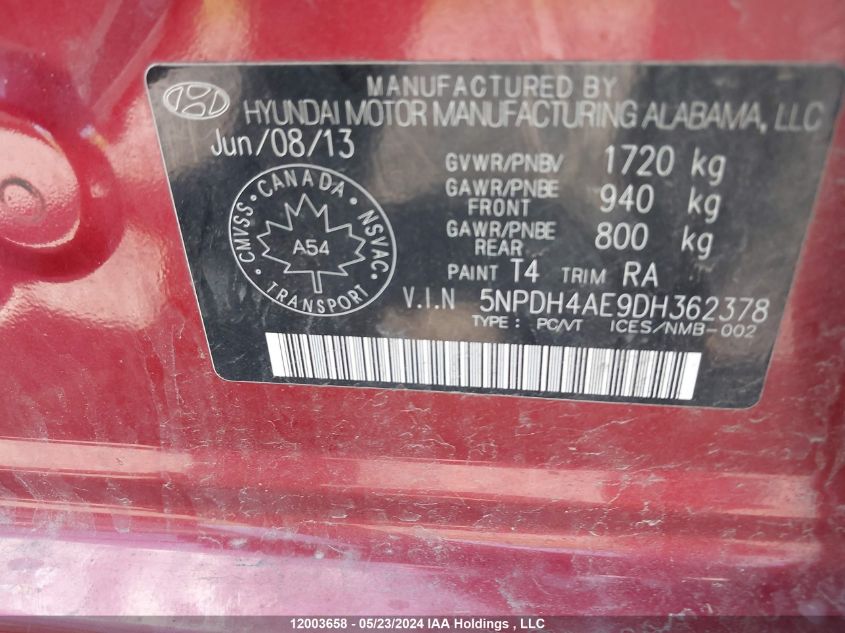 MANUFACTURED BY
HYUNDAI MOTOR MANUFACTURING ALABAMA, LLC
Jun/08/13
GVWR/PNBV 1720 kg
GAWR/PNBE FRONT 940 kg
GAWR/PNBE REAR 800 kg
CANADA · NSVAC · TRANSPORT · CMVSS ·
A54
PAINT T4 TRIM RA
V.I.N 5NPDH4AE9DH362378
TYPE : PC/VT ICES/NMB-002
12003658 - 05/23/2024 IAA Holdings , LLC